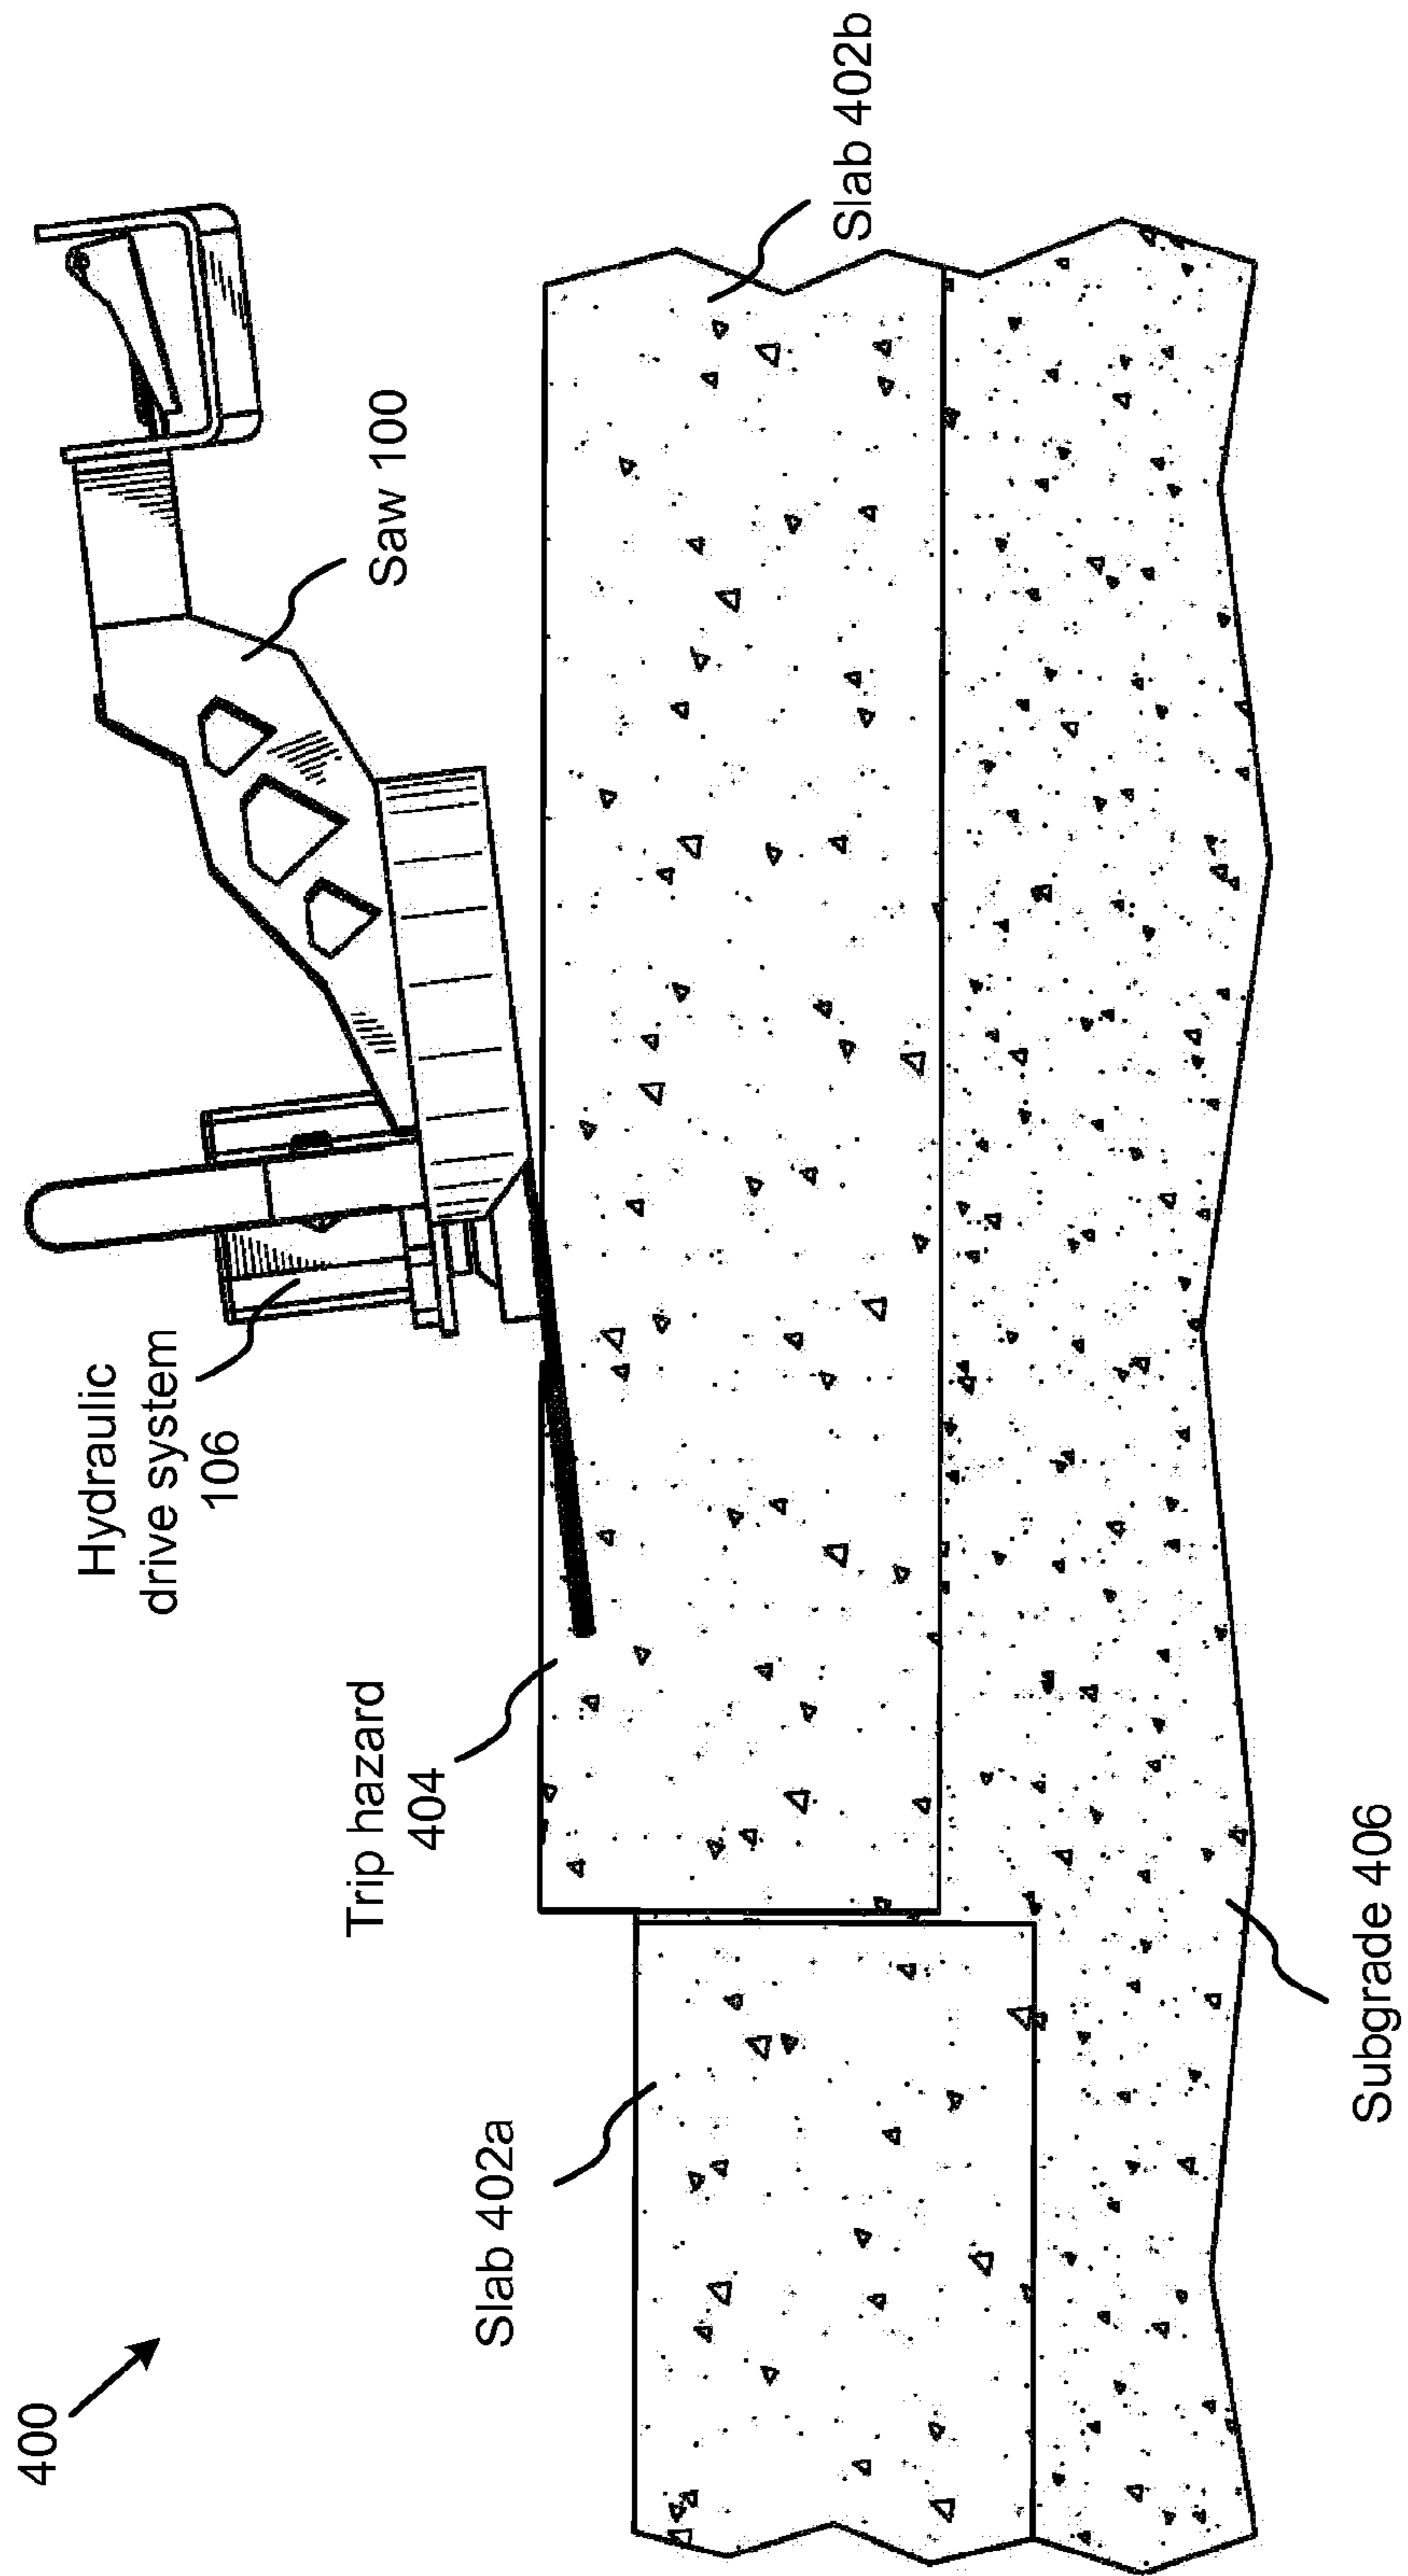 400
Hydraulic
drive system
106
Trip hazard
404
Slab 402a
Saw 100
Slab 402b
Subgrade 406